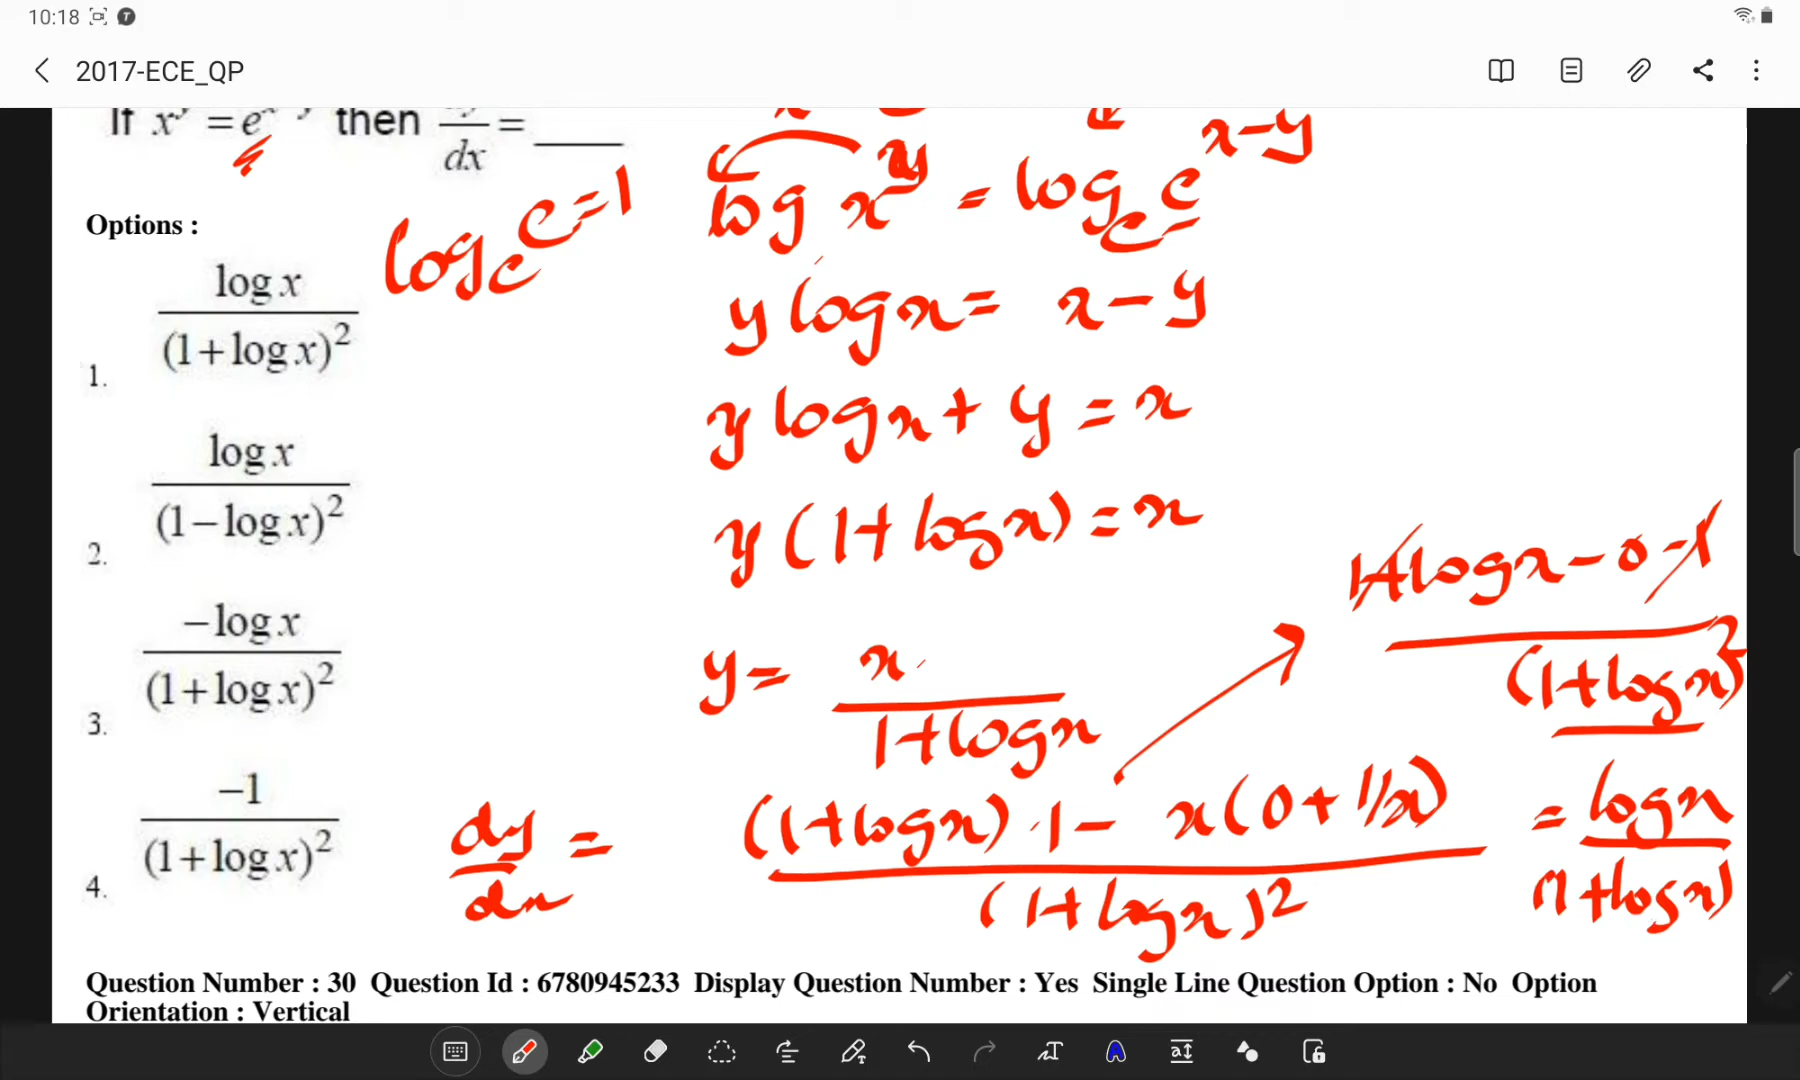 10:18
2017-ECE_QP
If x^y = e^{x-y} then dy/dx = ____
Options :
1. log x / (1+log x)^2
2. log x / (1−log x)^2
3. −log x / (1+log x)^2
4. −1 / (1+log x)^2
log_e e = 1
log x^y = log_e e^{x-y}
y log x = x − y
y log x + y = x
y (1 + log x) = x
y = x / 1+log x
dy/dx = (1+log x) · 1 − x(0 + 1/x) / (1+log x)^2
1+log x − 0 − 1 / (1+log x)^2
= log x / (1+log x)
Question Number : 30 Question Id : 6780945233 Display Question Number : Yes Single Line Question Option : No Option
Orientation : Vertical